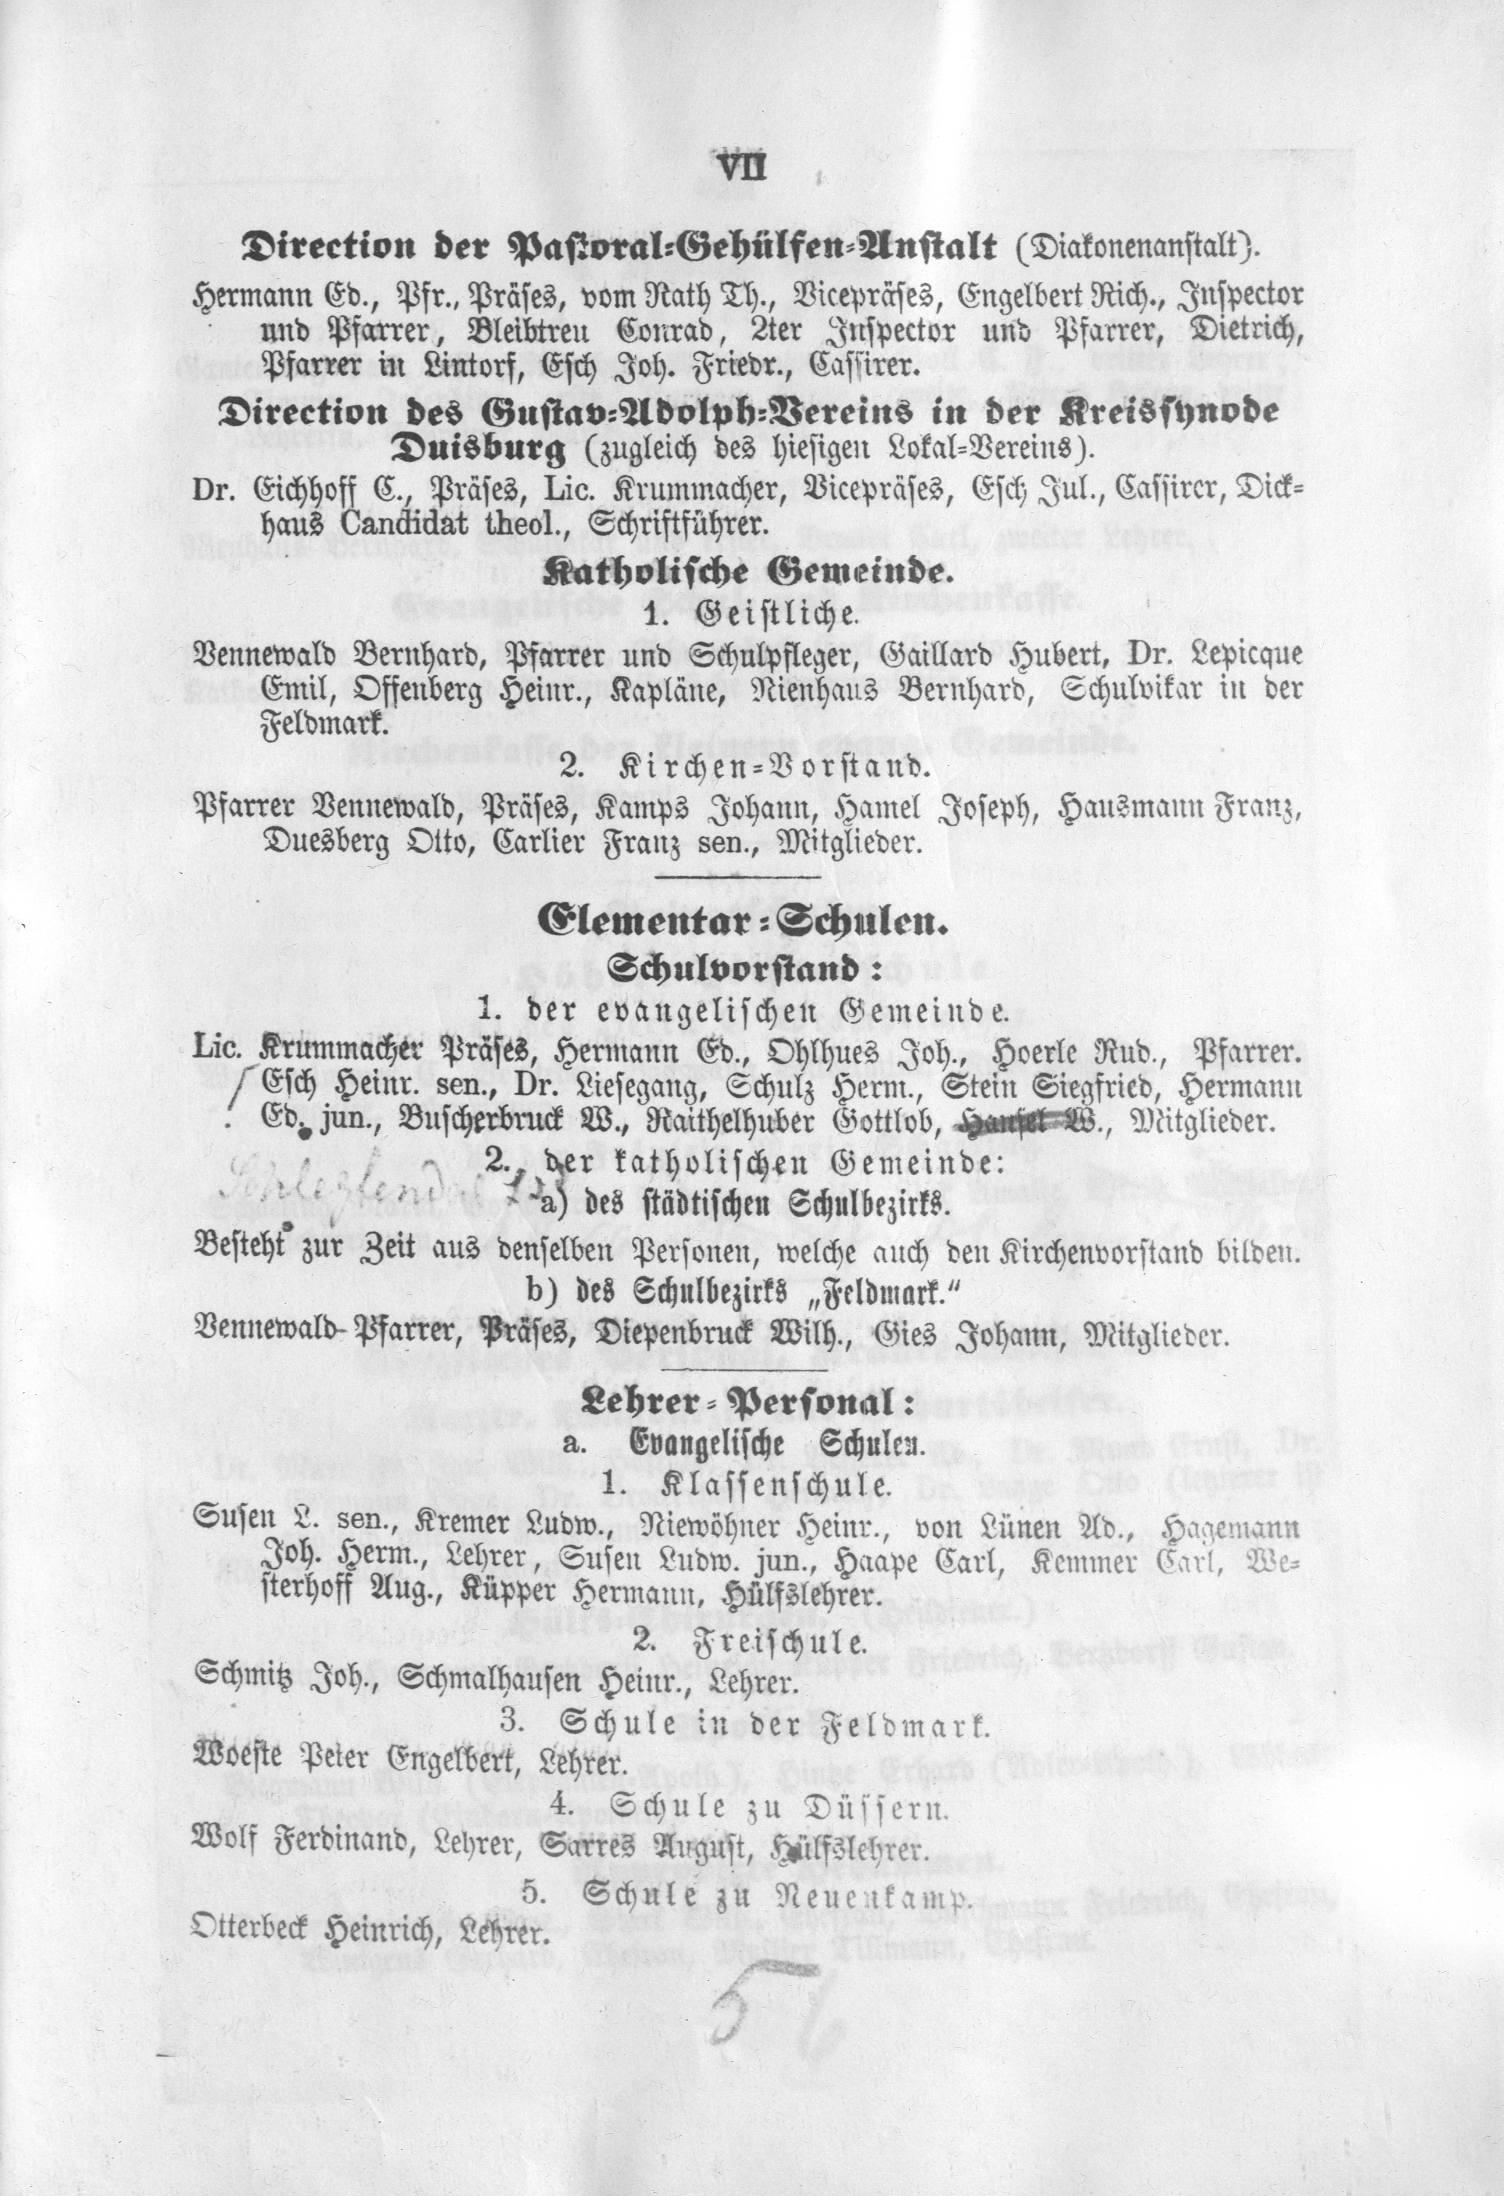 VII
Direction der Pastoral-Gehülfen-Anstalt (Diakonenanstalt).
Hermann Ed., Pfr., Präses, vom Rath Th., Vicepräses, Engelbert Rich., Inspector
und Pfarrer, Bleibtreu Conrad, 2ter Inspector und Pfarrer, Dietrich,
Pfarrer in Lintorf, Esch Joh. Friedr., Cassirer.
Direction des Gustav-Adolph-Vereins in der Kreissynode
Duisburg (zugleich des hiesigen Lokal-Vereins).
Dr. Eichhoff C., Präses, Lic. Krummacher, Vicepräses, Esch Jul., Cassirer, Dick-
haus Candidat theol., Schriftführer.
Katholische Gemeinde.
1. Geistliche.
Vennewald Bernhard, Pfarrer und Schulpfleger, Gaillard Hubert, Dr. Lepicque
Emil, Offenberg Heinr., Kapläne, Nienhaus Bernhard, Schulvikar in der
Feldmark.
2. Kirchen-Vorstand.
Pfarrer Vennewald, Präses, Kamps Johann, Hamel Joseph, Hausmann Franz,
Duesberg Otto, Carlier Franz sen., Mitglieder.
Elementar-Schulen.
Schulvorstand:
1. der evangelischen Gemeinde.
Lic. Krummacher Präses, Hermann Ed., Ohlhues Joh., Hoerle Rud., Pfarrer.
Esch Heinr. sen., Dr. Liesegang, Schulz Herm., Stein Siegfried, Hermann
Ed. jun., Buscherbruck W., Raithelhuber Gottlob, Hansel W., Mitglieder.
2. der katholischen Gemeinde:
a) des städtischen Schulbezirks.
Besteht zur Zeit aus denselben Personen, welche auch den Kirchenvorstand bilden.
b) des Schulbezirks „Feldmark.“
Vennewald Pfarrer, Präses, Diepenbruck Wilh., Gies Johann, Mitglieder.
Lehrer-Personal:
a. Evangelische Schulen.
1. Klassenschule.
Susen L. sen., Kremer Ludw., Niewöhner Heinr., von Lünen Ad., Hagemann
Joh. Herm., Lehrer, Susen Ludw. jun., Haape Carl, Kemmer Carl, We-
sterhoff Aug., Küpper Hermann, Hülfslehrer.
2. Freischule.
Schmitz Joh., Schmalhausen Heinr., Lehrer.
3. Schule in der Feldmark.
Woeste Peter Engelbert, Lehrer.
4. Schule zu Düssern.
Wolf Ferdinand, Lehrer, Sarres August, Hülfslehrer.
5. Schule zu Neuenkamp.
Otterbeck Heinrich, Lehrer.
5